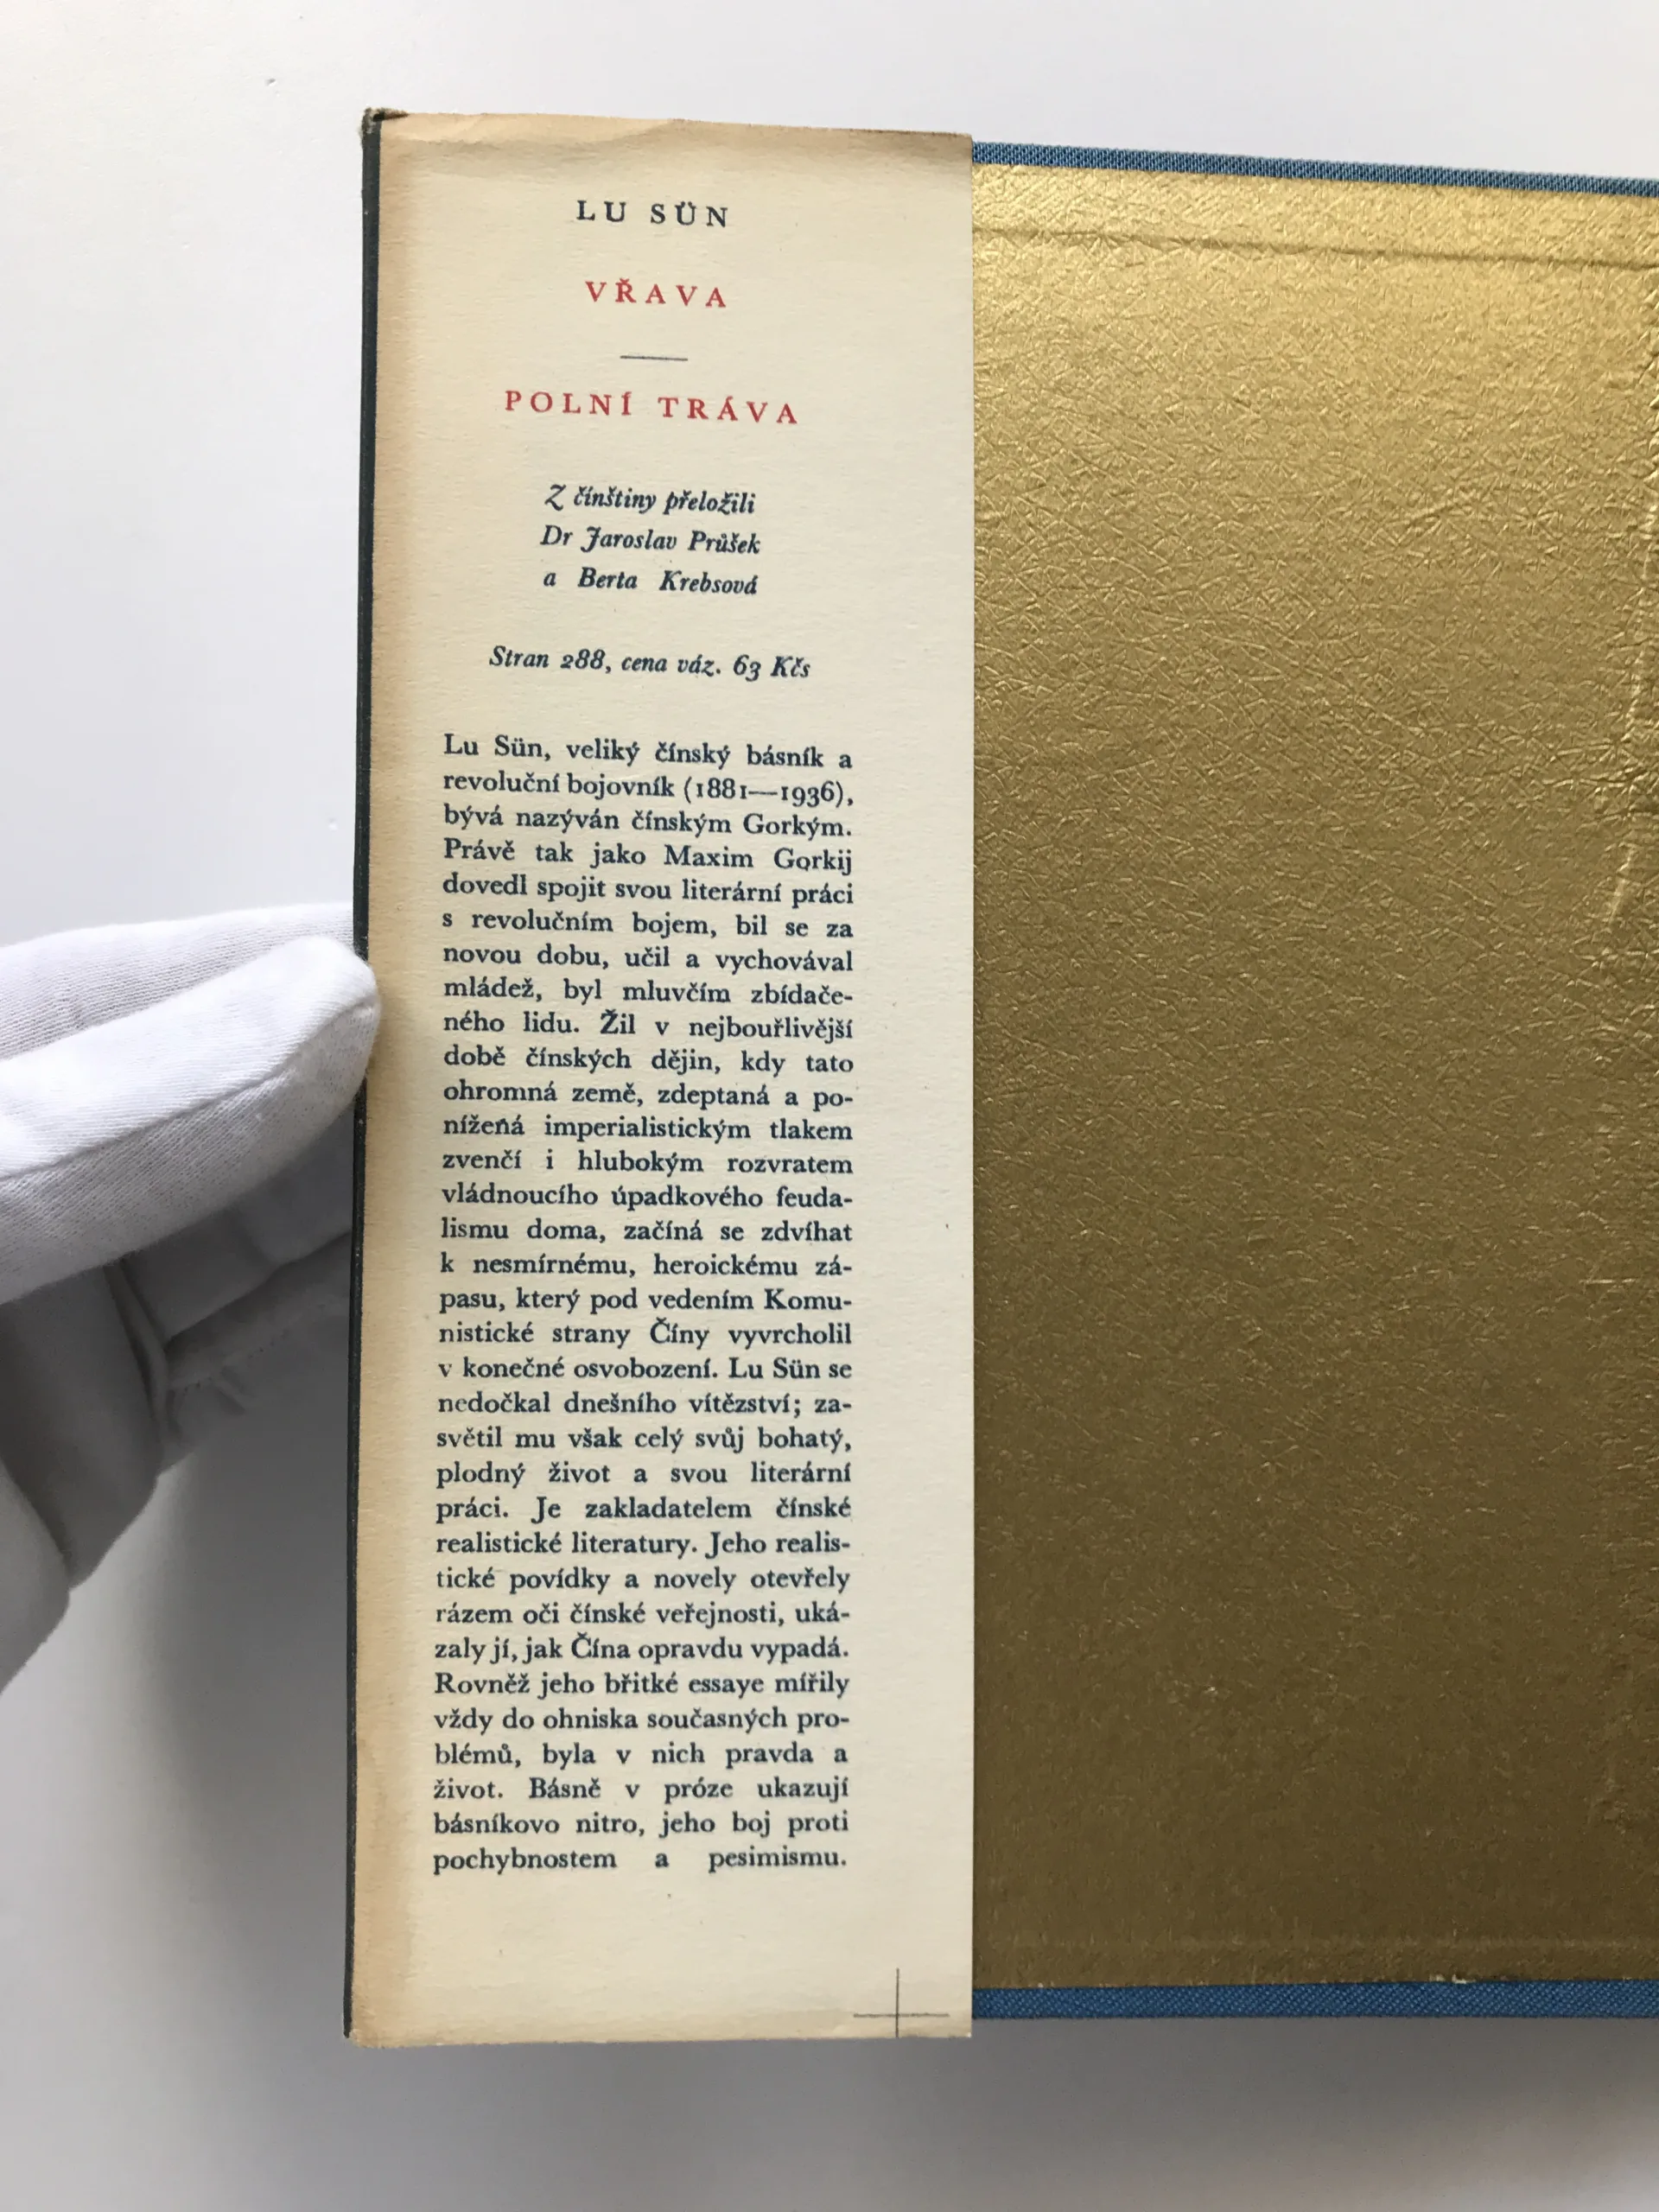 LU SÜN
VŘAVA
POLNÍ TRÁVA
Z čínštiny přeložili
Dr Jaroslav Průšek
a Berta Krebsová
Stran 288, cena váz. 63 Kčs
Lu Sün, veliký čínský básník a
revoluční bojovník (1881—1936),
bývá nazýván čínským Gorkým.
Právě tak jako Maxim Gorkij
dovedl spojit svou literární práci
s revolučním bojem, bil se za
novou dobu, učil a vychovával
mládež, byl mluvčím zbídače-
ného lidu. Žil v nejbouřlivější
době čínských dějin, kdy tato
ohromná země, zdeptaná a po-
nížená imperialistickým tlakem
zvenčí i hlubokým rozvratem
vládnoucího úpadkového feuda-
lismu doma, začíná se zdvíhat
k nesmírnému, heroickému zá-
pasu, který pod vedením Komu-
nistické strany Číny vyvrcholil
v konečné osvobození. Lu Sün se
nedočkal dnešního vítězství; za-
světil mu však celý svůj bohatý,
plodný život a svou literární
práci. Je zakladatelem čínské
realistické literatury. Jeho realis-
tické povídky a novely otevřely
rázem oči čínské veřejnosti, uká-
zaly jí, jak Čína opravdu vypadá.
Rovněž jeho břitké essaye mířily
vždy do ohniska současných pro-
blémů, byla v nich pravda a
život. Básně v próze ukazují
básníkovo nitro, jeho boj proti
pochybnostem a pesimismu.